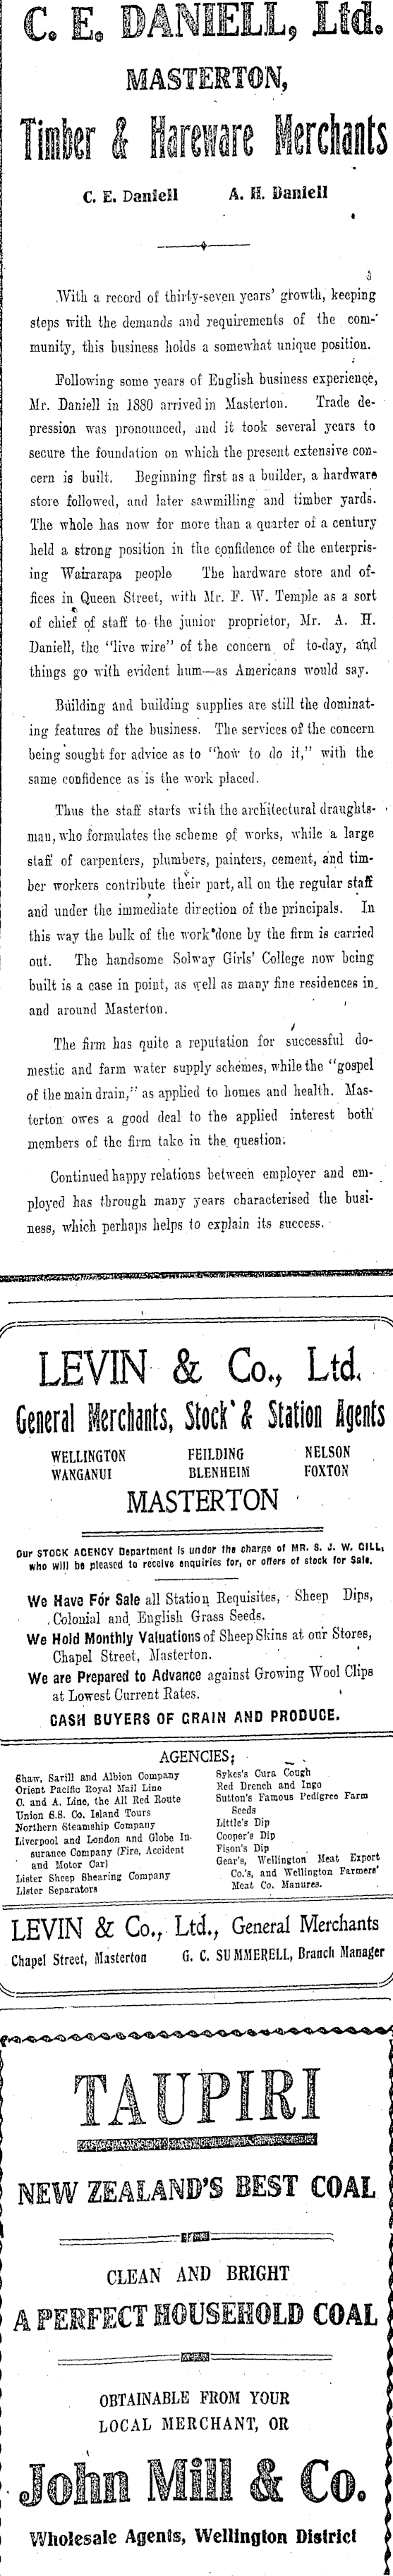 C. E. DANIELL, Ltd.
MASTERTON,
Timber & Hareware Merchants
C. E. Daniell A. H. Daniell
With a record of thirty-seven years' growth, keeping
steps with the demands and requirements of the com-
munity, this business holds a somewhat unique position.
Following some years of English business experience,
Mr. Daniell in 1880 arrived in Masterton. Trade de-
pression was pronounced, and it took several years to
secure the foundation on which the present extensive con-
cern is built. Beginning first as a builder, a hardware
store followed, and later sawmilling and timber yards.
The whole has now for more than a quarter of a century
held a strong position in the confidence of the enterpris-
ing Wairarapa people The hardware store and of-
fices in Queen Street, with Mr. F. W. Temple as a sort
of chief of staff to the junior proprietor, Mr. A. H.
Daniell, the "live wire" of the concern of to-day, and
things go with evident hum—as Americans would say.
Building and building supplies are still the dominat-
ing features of the business. The services of the concern
being sought for advice as to "how to do it," with the
same confidence as is the work placed.
Thus the staff starts with the architectural draughts-
man, who formulates the scheme of works, while a large
staff of carpenters, plumbers, painters, cement, and tim-
ber workers contribute their part, all on the regular staff
and under the immediate direction of the principals. In
this way the bulk of the work done by the firm is carried
out. The handsome Solway Girls' College now being
built is a case in point, as well as many fine residences in
and around Masterton.
The firm has quite a reputation for successful do-
mestic and farm water supply schemes, while the "gospel
of the main drain," as applied to homes and health. Mas-
terton owes a good deal to the applied interest both
members of the firm take in the question.
Continued happy relations between employer and em-
ployed has through many years characterised the busi-
ness, which perhaps helps to explain its success.
LEVIN & Co., Ltd.
General Merchants, Stock & Station Agents
WELLINGTON FEILDING NELSON
WANGANUI BLENHEIM FOXTON
MASTERTON
Our STOCK AGENCY Department is under the charge of MR. S. J. W. GILL,
who will be pleased to receive enquiries for, or offers of stock for Sale.
We Have For Sale all Station Requisites, Sheep Dips,
Colonial and English Grass Seeds.
We Hold Monthly Valuations of Sheep Skins at our Stores,
Chapel Street, Masterton.
We are Prepared to Advance against Growing Wool Clips
at Lowest Current Rates.
CASH BUYERS OF GRAIN AND PRODUCE.
AGENCIES:
Shaw, Savill and Albion Company
Orient Pacific Royal Mail Line
C. and A. Line, the All Red Route
Union S.S. Co. Island Tours
Northern Steamship Company
Liverpool and London and Globe In-
surance Company (Fire, Accident
and Motor Car)
Lister Sheep Shearing Company
Lister Separators
Sykes's Cura Cough
Red Drench and Ingo
Sutton's Famous Pedigree Farm
Seeds
Little's Dip
Cooper's Dip
Fison's Dip
Gear's, Wellington Meat Export
Co.'s, and Wellington Farmers'
Meat Co. Manures.
LEVIN & Co., Ltd., General Merchants
Chapel Street, Masterton G. C. SUMMERELL, Branch Manager
TAUPIRI
NEW ZEALAND'S BEST COAL
CLEAN AND BRIGHT
A PERFECT HOUSEHOLD COAL
OBTAINABLE FROM YOUR
LOCAL MERCHANT, OR
John Mill & Co.
Wholesale Agents, Wellington District